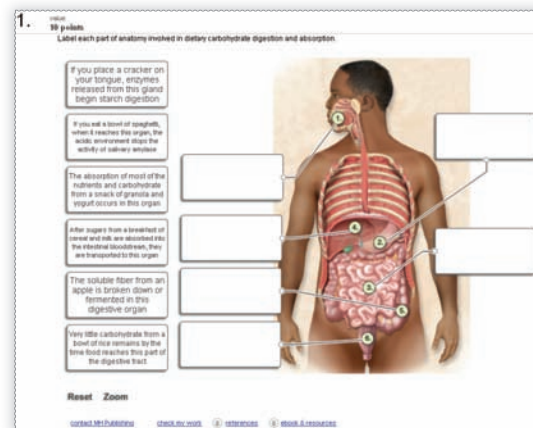 1.
value:
10 points
Label each part of anatomy involved in dietary carbohydrate digestion and absorption.
If you place a cracker on
your tongue, enzymes
released from this gland
begin starch digestion
If you eat a bowl of spaghetti,
when it reaches this organ, the
acidic environment stops the
activity of salivary amylase
The absorption of most of the
nutrients and carbohydrate
from a snack of granola and
yogurt occurs in this organ
After sugars from a breakfast of
cereal and milk are absorbed into
the intestinal bloodstream, they
are transported to this organ
The soluble fiber from an
apple is broken down or
fermented in this
digestive organ
Very little carbohydrate from a
bowl of rice remains by the
time food reaches this part of
the digestive tract
1.
4.
2.
3.
5.
6.
Reset Zoom
contact MH Publishing check my work references ebook & resources